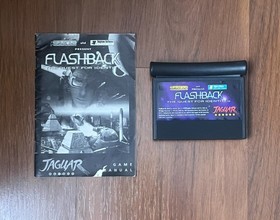 PRESENT
FLASHBACK
THE QUEST FOR IDENTITY
JAGUAR
GAME
MANUAL
FLASHBACK
THE QUEST FOR IDENTITY
JAGUAR